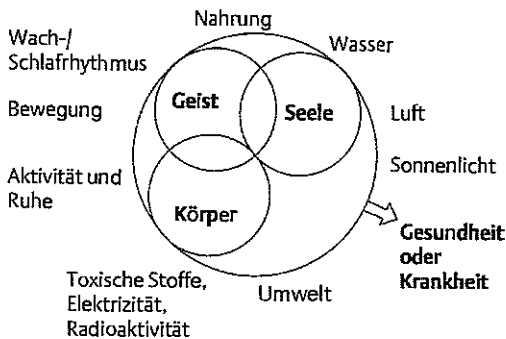 Nahrung
Wach-/
Schlafrhythmus
Wasser
Geist
Seele
Bewegung
Luft
Sonnenlicht
Aktivität und
Ruhe
Körper
Gesundheit
oder
Krankheit
Toxische Stoffe,
Elektrizität,
Radioaktivität
Umwelt